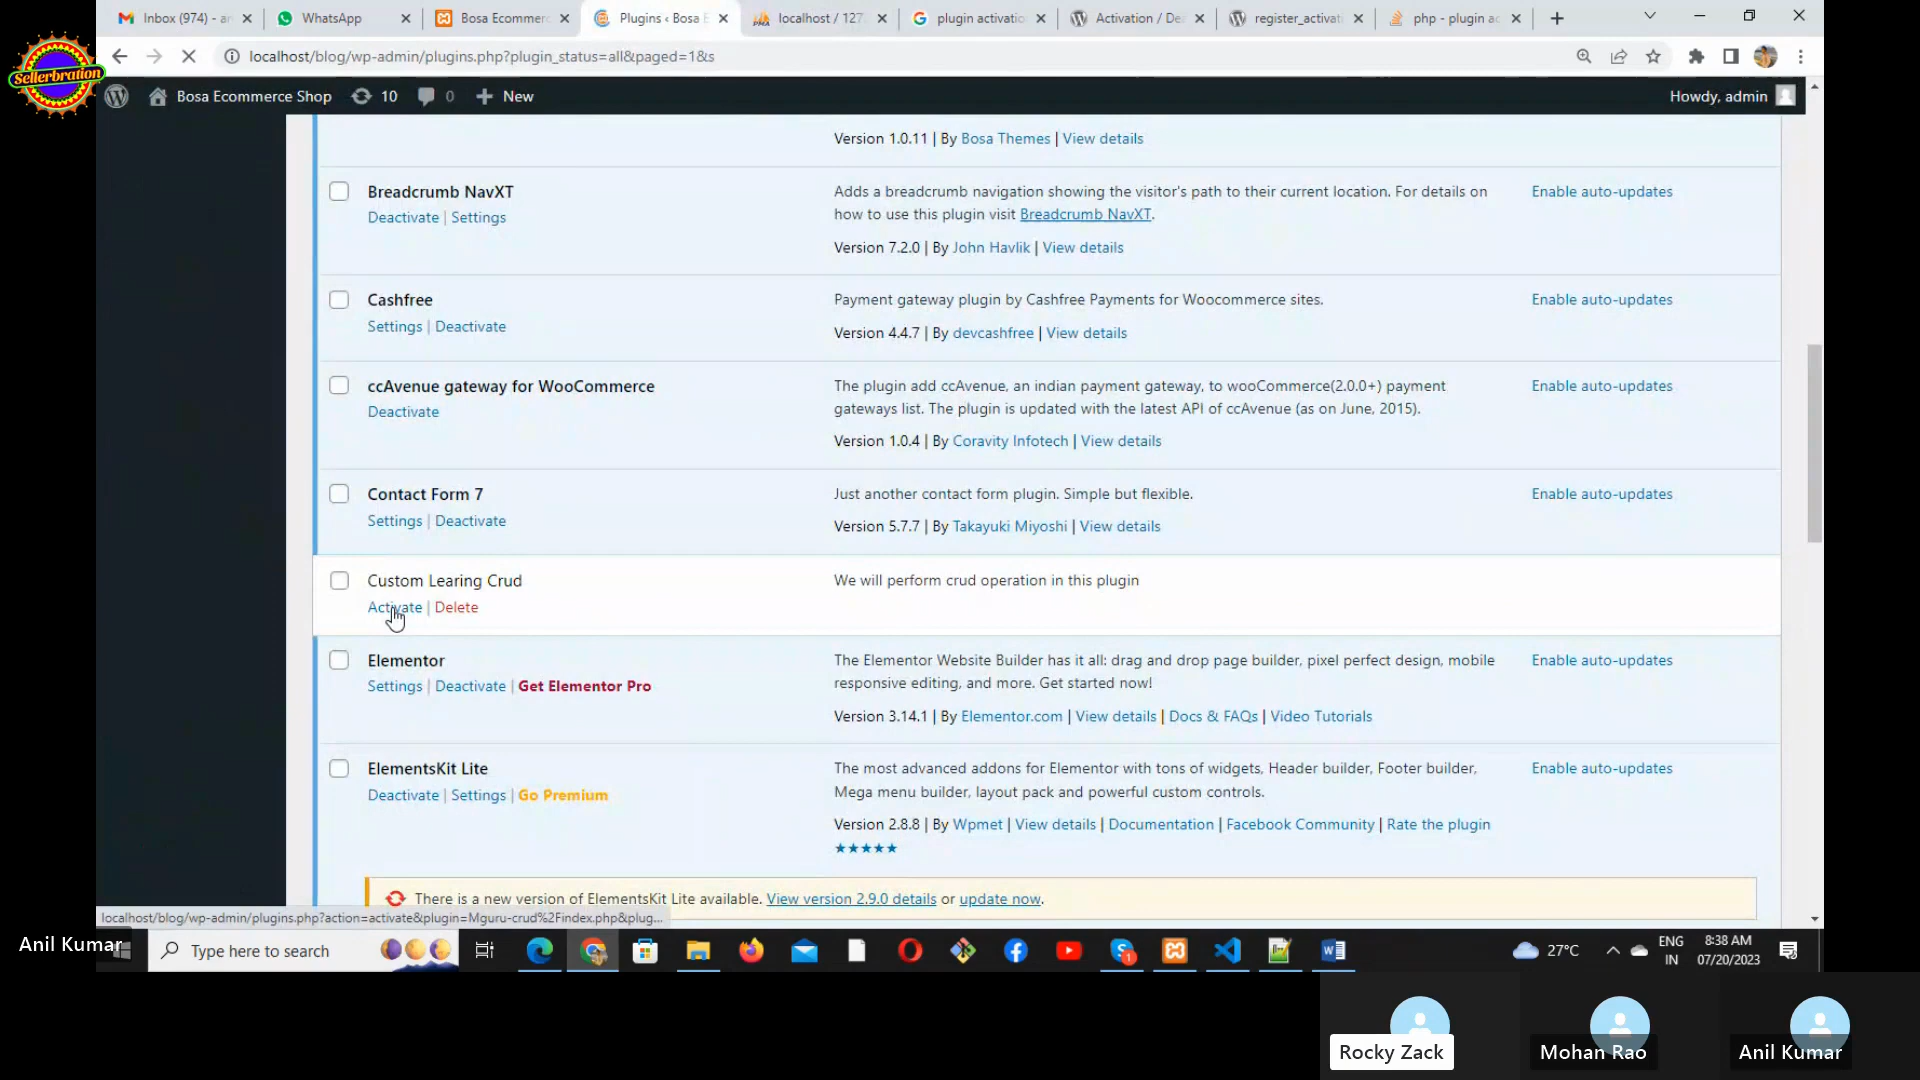 Sellerbration
Inbox (974) - a
WhatsApp
Bosa Ecommer
Plugins ‹ Bosa E
localhost / 127
plugin activatio
Activation / De
register_activat
php - plugin a
localhost/blog/wp-admin/plugins.php?plugin_status=all&paged=1&s
Bosa Ecommerce Shop
10
0
New
Howdy, admin
Version 1.0.11 | By Bosa Themes | View details
Breadcrumb NavXT
Deactivate | Settings
Adds a breadcrumb navigation showing the visitor's path to their current location. For details on
how to use this plugin visit Breadcrumb NavXT.
Version 7.2.0 | By John Havlik | View details
Enable auto-updates
Cashfree
Settings | Deactivate
Payment gateway plugin by Cashfree Payments for Woocommerce sites.
Version 4.4.7 | By devcashfree | View details
Enable auto-updates
ccAvenue gateway for WooCommerce
Deactivate
The plugin add ccAvenue, an indian payment gateway, to wooCommerce(2.0.0+) payment
gateways list. The plugin is updated with the latest API of ccAvenue (as on June, 2015).
Version 1.0.4 | By Coravity Infotech | View details
Enable auto-updates
Contact Form 7
Settings | Deactivate
Just another contact form plugin. Simple but flexible.
Version 5.7.7 | By Takayuki Miyoshi | View details
Enable auto-updates
Custom Learing Crud
Activate | Delete
We will perform crud operation in this plugin
Elementor
Settings | Deactivate | Get Elementor Pro
The Elementor Website Builder has it all: drag and drop page builder, pixel perfect design, mobile
responsive editing, and more. Get started now!
Version 3.14.1 | By Elementor.com | View details | Docs & FAQs | Video Tutorials
Enable auto-updates
ElementsKit Lite
Deactivate | Settings | Go Premium
The most advanced addons for Elementor with tons of widgets, Header builder, Footer builder,
Mega menu builder, layout pack and powerful custom controls.
Version 2.8.8 | By Wpmet | View details | Documentation | Facebook Community | Rate the plugin
★★★★★
Enable auto-updates
There is a new version of ElementsKit Lite available. View version 2.9.0 details or update now.
localhost/blog/wp-admin/plugins.php?action=activate&plugin=Mguru-crud%2Findex.php&plug...
Anil Kumar
Type here to search
27°C
ENG
IN
8:38 AM
07/20/2023
Rocky Zack
Mohan Rao
Anil Kumar